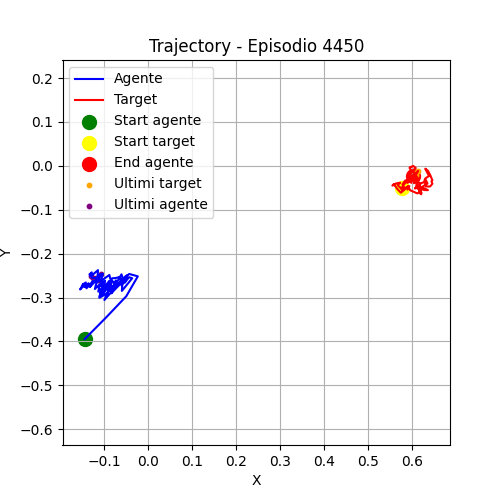 Trajectory - Episodio 4450
Agente
Target
Start agente
Start target
End agente
Ultimi target
Ultimi agente
0.2
0.1
0.0
−0.1
−0.2
−0.3
−0.4
−0.5
−0.6
Y
−0.1
0.0
0.1
0.2
0.3
0.4
0.5
0.6
X